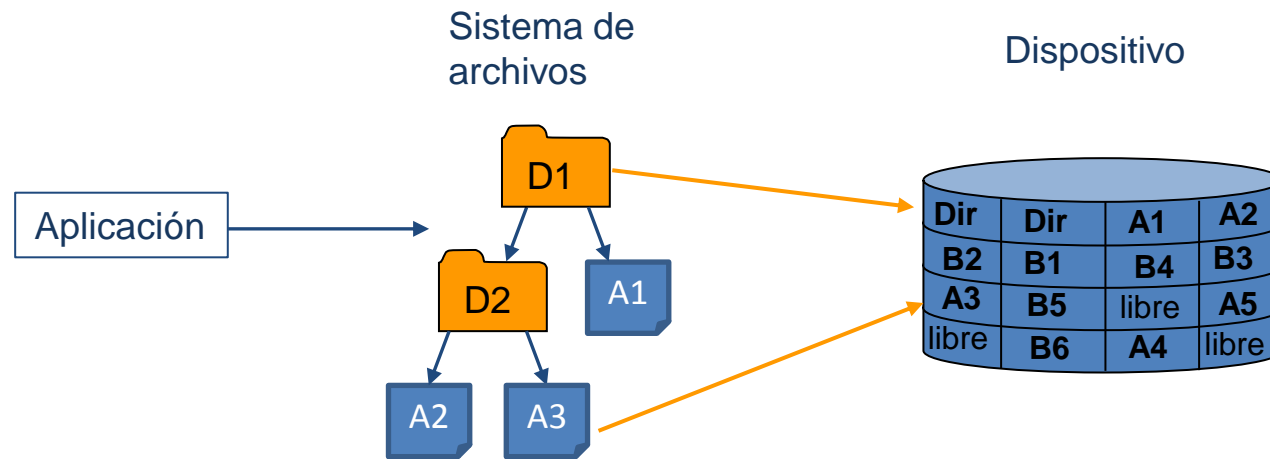 Sistema de
archivos
Dispositivo
Aplicación
D1
D2
A1
A2
A3
Dir Dir A1 A2
B2 B1 B4 B3
A3 B5 libre A5
libre B6 A4 libre